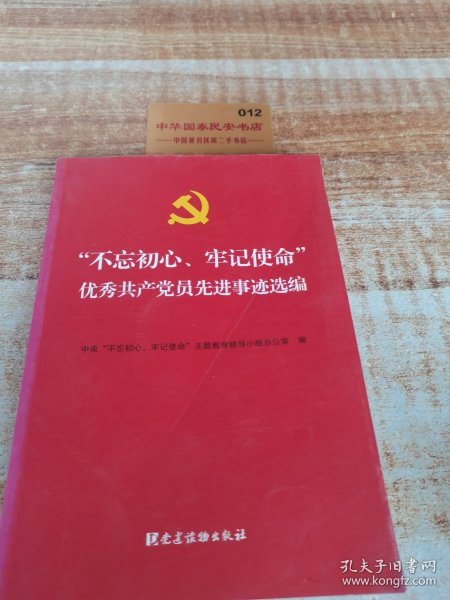 012
中华国泰民安书店
中国著名优质二手书店
“不忘初心、牢记使命”
优秀共产党员先进事迹选编
中央“不忘初心、牢记使命”主题教育领导小组办公室 编
党建读物出版社
孔夫子旧书网
www.kongfz.com